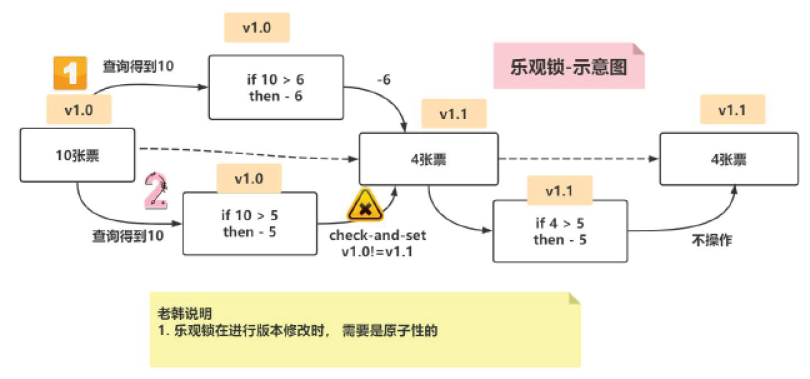 v1.0
乐观锁-示意图
1
查询得到10
if 10 > 6
then - 6
-6
v1.0
v1.1
v1.1
10张票
4张票
4张票
2
v1.0
v1.1
查询得到10
if 10 > 5
then - 5
check-and-set
v1.0!=v1.1
if 4 > 5
then - 5
不操作
老韩说明
1. 乐观锁在进行版本修改时， 需要是原子性的